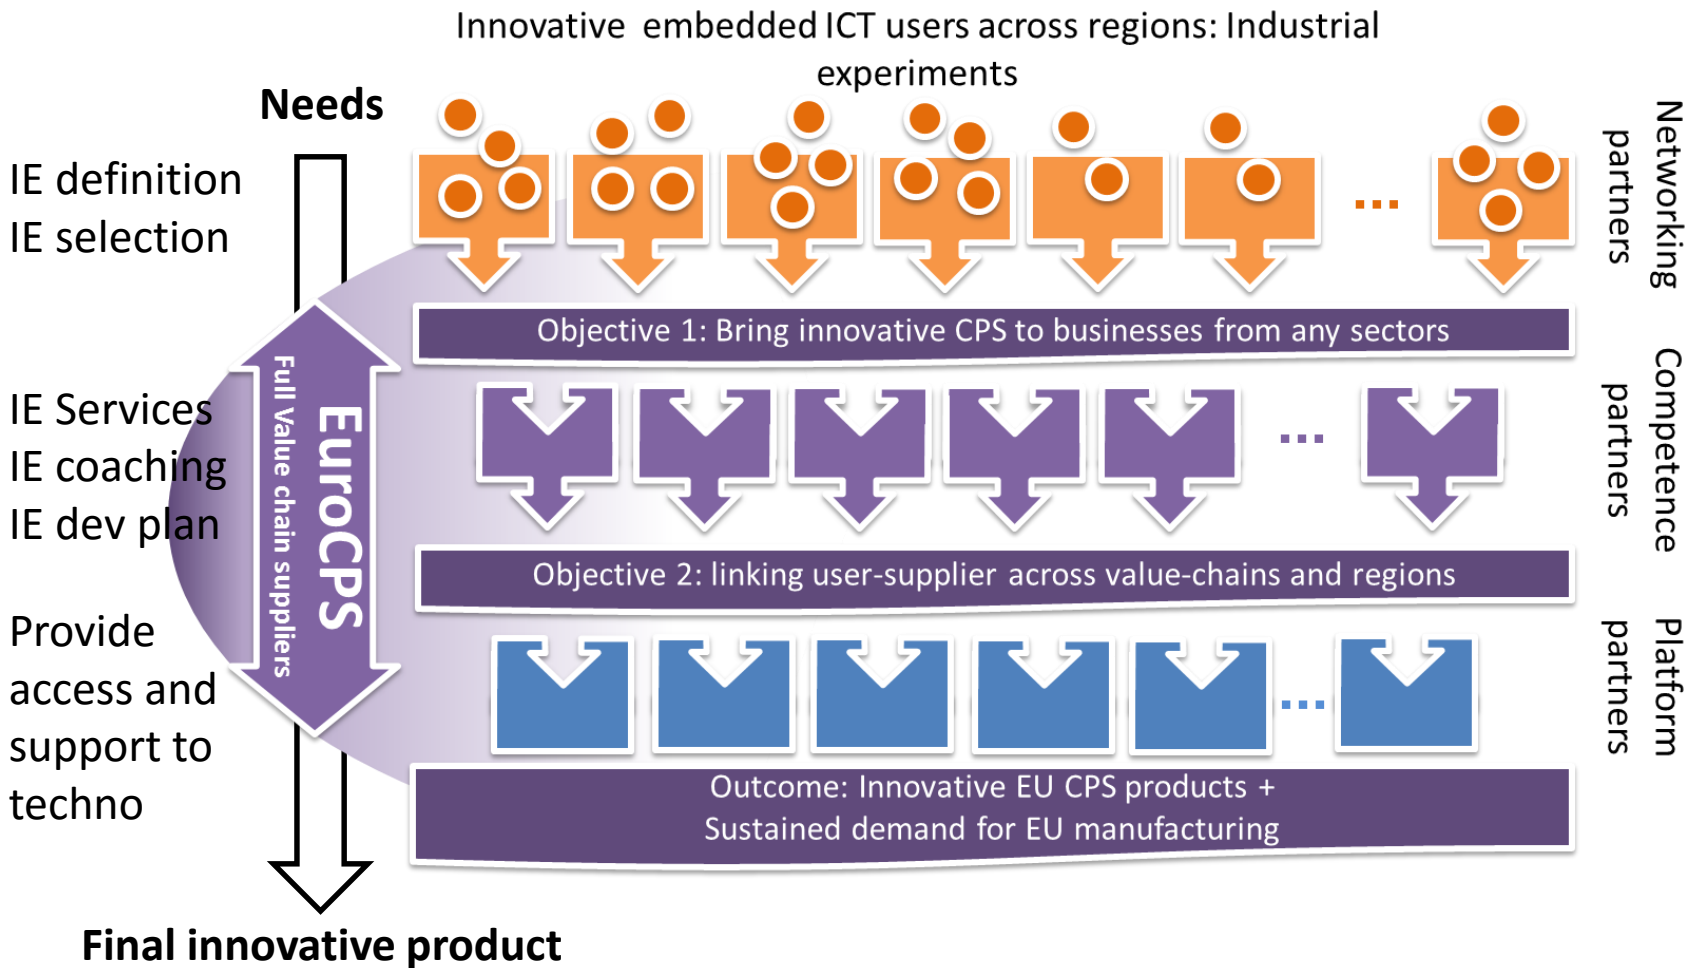 Innovative embedded ICT users across regions: Industrial
experiments
Needs
IE definition
IE selection
Networking
partners
Objective 1: Bring innovative CPS to businesses from any sectors
EuroCPS
Full Value chain suppliers
IE Services
IE coaching
IE dev plan
...
Competence
partners
Objective 2: linking user-supplier across value-chains and regions
Provide
access and
support to
techno
...
Platform
partners
Outcome: Innovative EU CPS products +
Sustained demand for EU manufacturing
Final innovative product